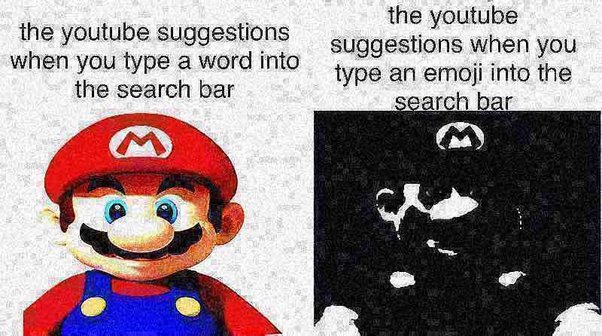 the youtube suggestions
when you type a word into
the search bar
the youtube
suggestions when you
type an emoji into the
search bar
M
M